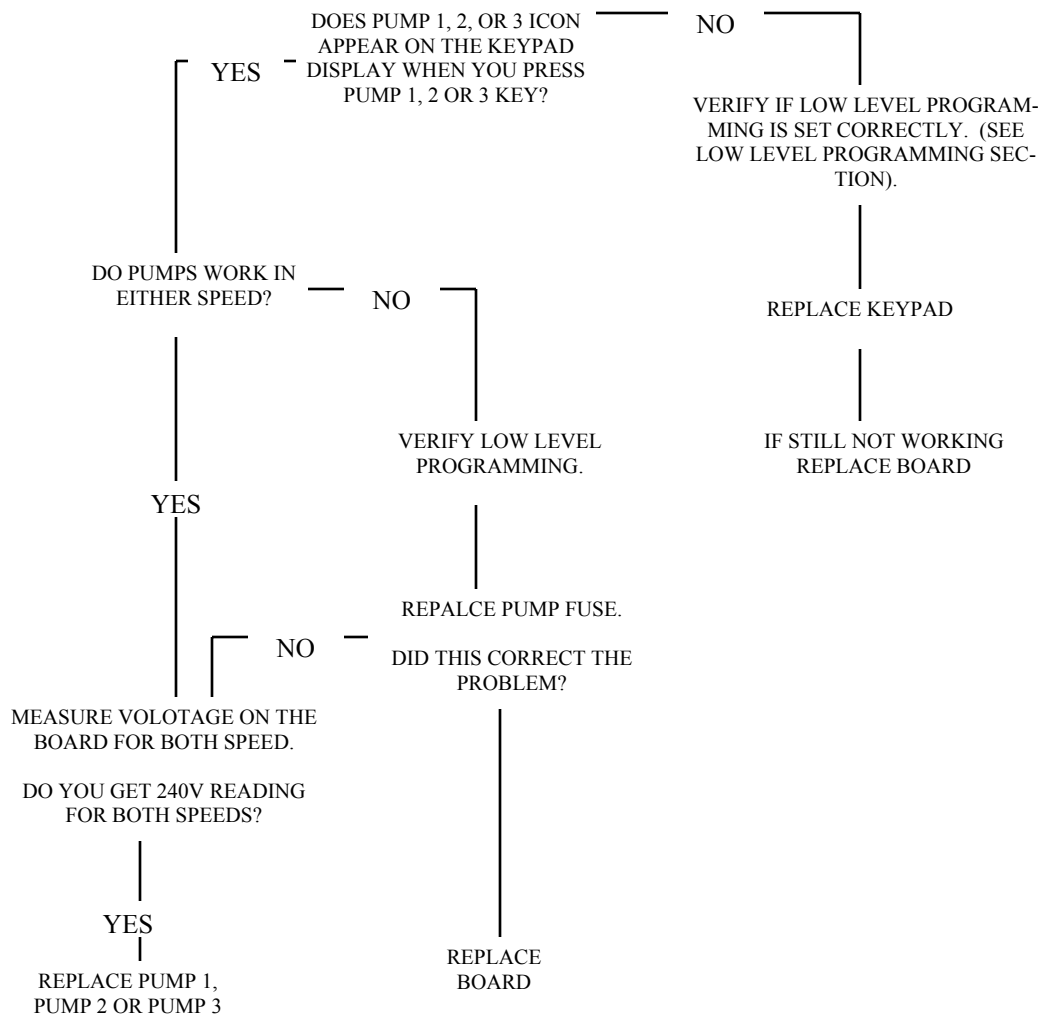 DOES PUMP 1, 2, OR 3 ICON
APPEAR ON THE KEYPAD
DISPLAY WHEN YOU PRESS
PUMP 1, 2 OR 3 KEY?
NO
YES
VERIFY IF LOW LEVEL PROGRAM-
MING IS SET CORRECTLY. (SEE
LOW LEVEL PROGRAMMING SEC-
TION).
DO PUMPS WORK IN
EITHER SPEED?
NO
REPLACE KEYPAD
VERIFY LOW LEVEL
PROGRAMMING.
IF STILL NOT WORKING
REPLACE BOARD
YES
REPALCE PUMP FUSE.
NO
DID THIS CORRECT THE
PROBLEM?
MEASURE VOLOTAGE ON THE
BOARD FOR BOTH SPEED.
DO YOU GET 240V READING
FOR BOTH SPEEDS?
YES
REPLACE
BOARD
REPLACE PUMP 1,
PUMP 2 OR PUMP 3